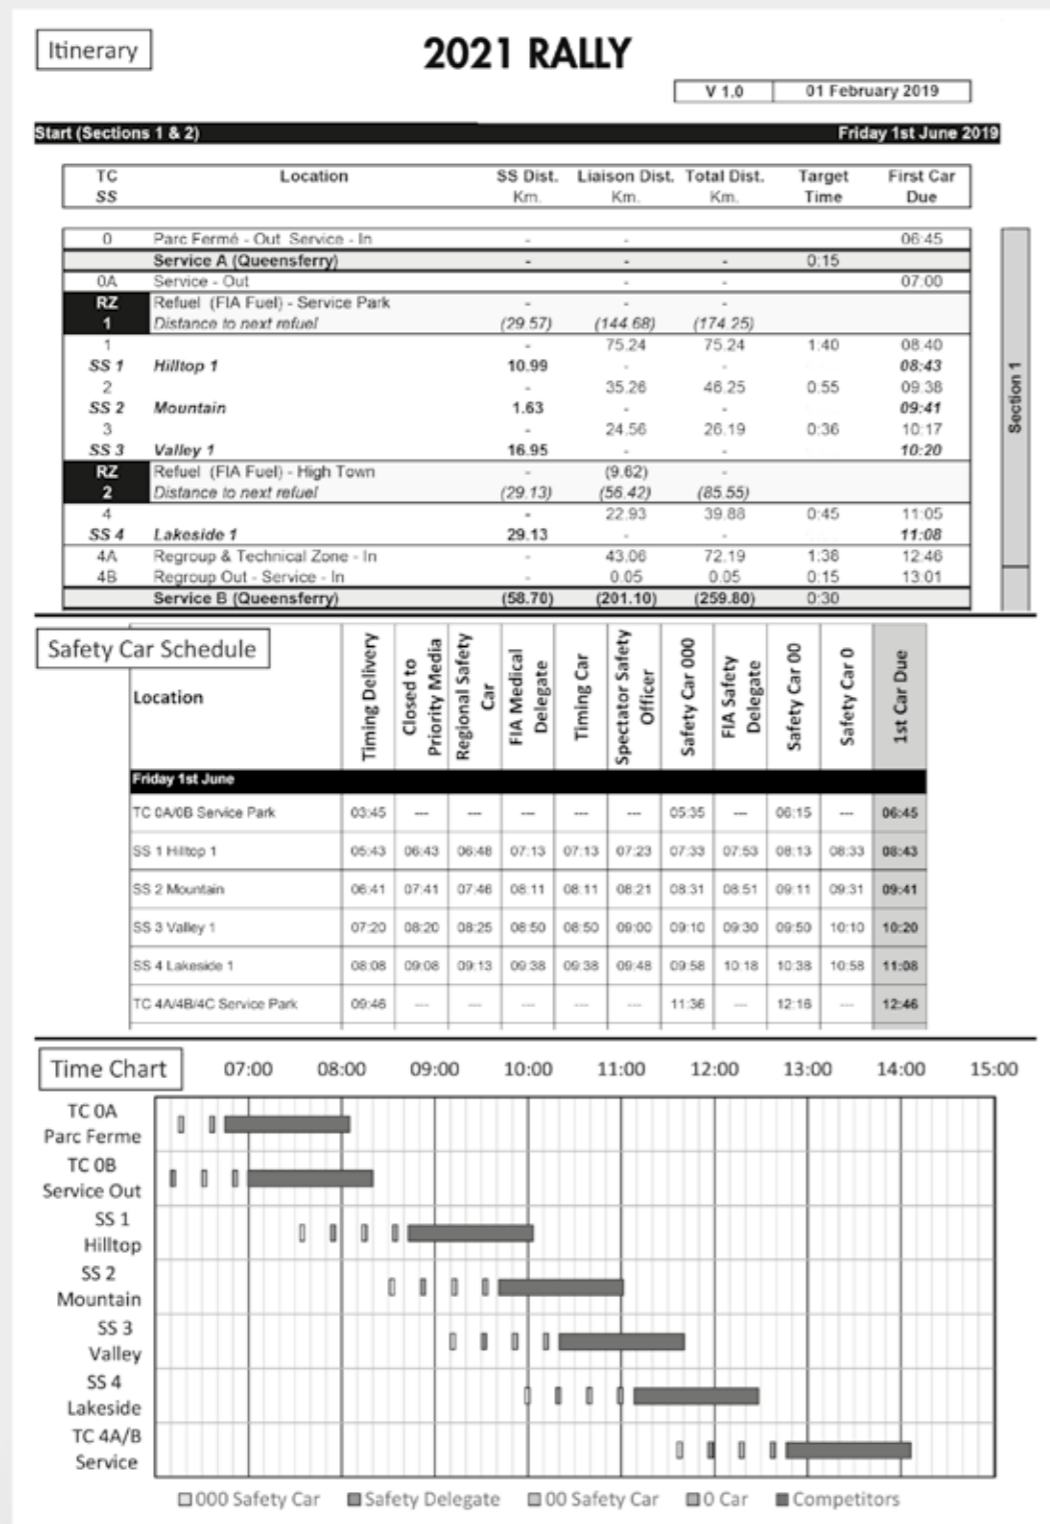 Itinerary
2021 RALLY
V 1.0 01 February 2019
Start (Sections 1 & 2) Friday 1st June 2019
TC Location SS Dist. Liaison Dist. Total Dist. Target First Car
SS Km. Km. Km. Time Due
0 Parc Fermé - Out Service - In - - 06:45
Service A (Queensferry) - - - 0:15
0A Service - Out - - 07:00
RZ Refuel (FIA Fuel) - Service Park - - -
1 Distance to next refuel (29.57) (144.68) (174.25)
1 - 75.24 75.24 1:40 08:40
SS 1 Hilltop 1 10.99 - - 08:43
2 - 35.26 46.25 0:55 09:38
SS 2 Mountain 1.63 - - 09:41
3 - 24.56 26.19 0:36 10:17
SS 3 Valley 1 16.95 - - 10:20
RZ Refuel (FIA Fuel) - High Town - (9.62) -
2 Distance to next refuel (29.13) (56.42) (85.55)
4 - 22.93 39.88 0:45 11:05
SS 4 Lakeside 1 29.13 - - 11:08
4A Regroup & Technical Zone - In - 43.06 72.19 1:38 12:46
4B Regroup Out - Service - In - 0.05 0.05 0:15 13:01
Service B (Queensferry) (58.70) (201.10) (259.80) 0:30
Section 1
Safety Car Schedule
Location
Timing Delivery
Closed to
Priority Media
Regional Safety
Car
FIA Medical
Delegate
Timing Car
Spectator Safety
Officer
Safety Car 000
FIA Safety
Delegate
Safety Car 00
Safety Car 0
1st Car Due
Friday 1st June
TC 0A/0B Service Park 03:45 --- --- --- --- --- 05:35 --- 06:15 --- 06:45
SS 1 Hilltop 1 05:43 06:43 06:48 07:13 07:13 07:23 07:33 07:53 08:13 08:33 08:43
SS 2 Mountain 06:41 07:41 07:46 08:11 08:11 08:21 08:31 08:51 09:11 09:31 09:41
SS 3 Valley 1 07:20 08:20 08:25 08:50 08:50 09:00 09:10 09:30 09:50 10:10 10:20
SS 4 Lakeside 1 08:08 09:08 09:13 09:38 09:38 09:48 09:58 10:18 10:38 10:58 11:08
TC 4A/4B/4C Service Park 09:46 --- --- --- --- --- 11:36 --- 12:16 --- 12:46
Time Chart 07:00 08:00 09:00 10:00 11:00 12:00 13:00 14:00 15:00
TC 0A
Parc Ferme
TC 0B
Service Out
SS 1
Hilltop
SS 2
Mountain
SS 3
Valley
SS 4
Lakeside
TC 4A/B
Service
000 Safety Car Safety Delegate 00 Safety Car 0 Car Competitors